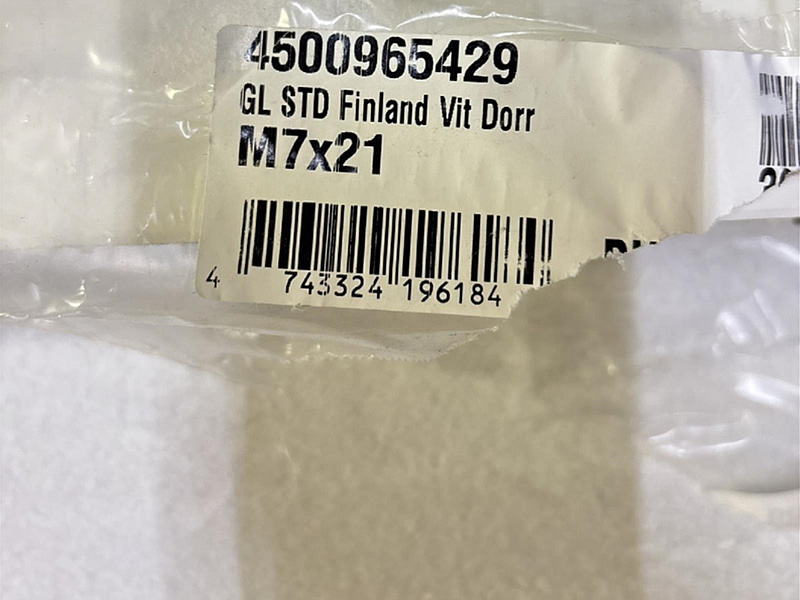 4500965429
GL STD Finland Vit Dorr
M7x21
4 743324 196184